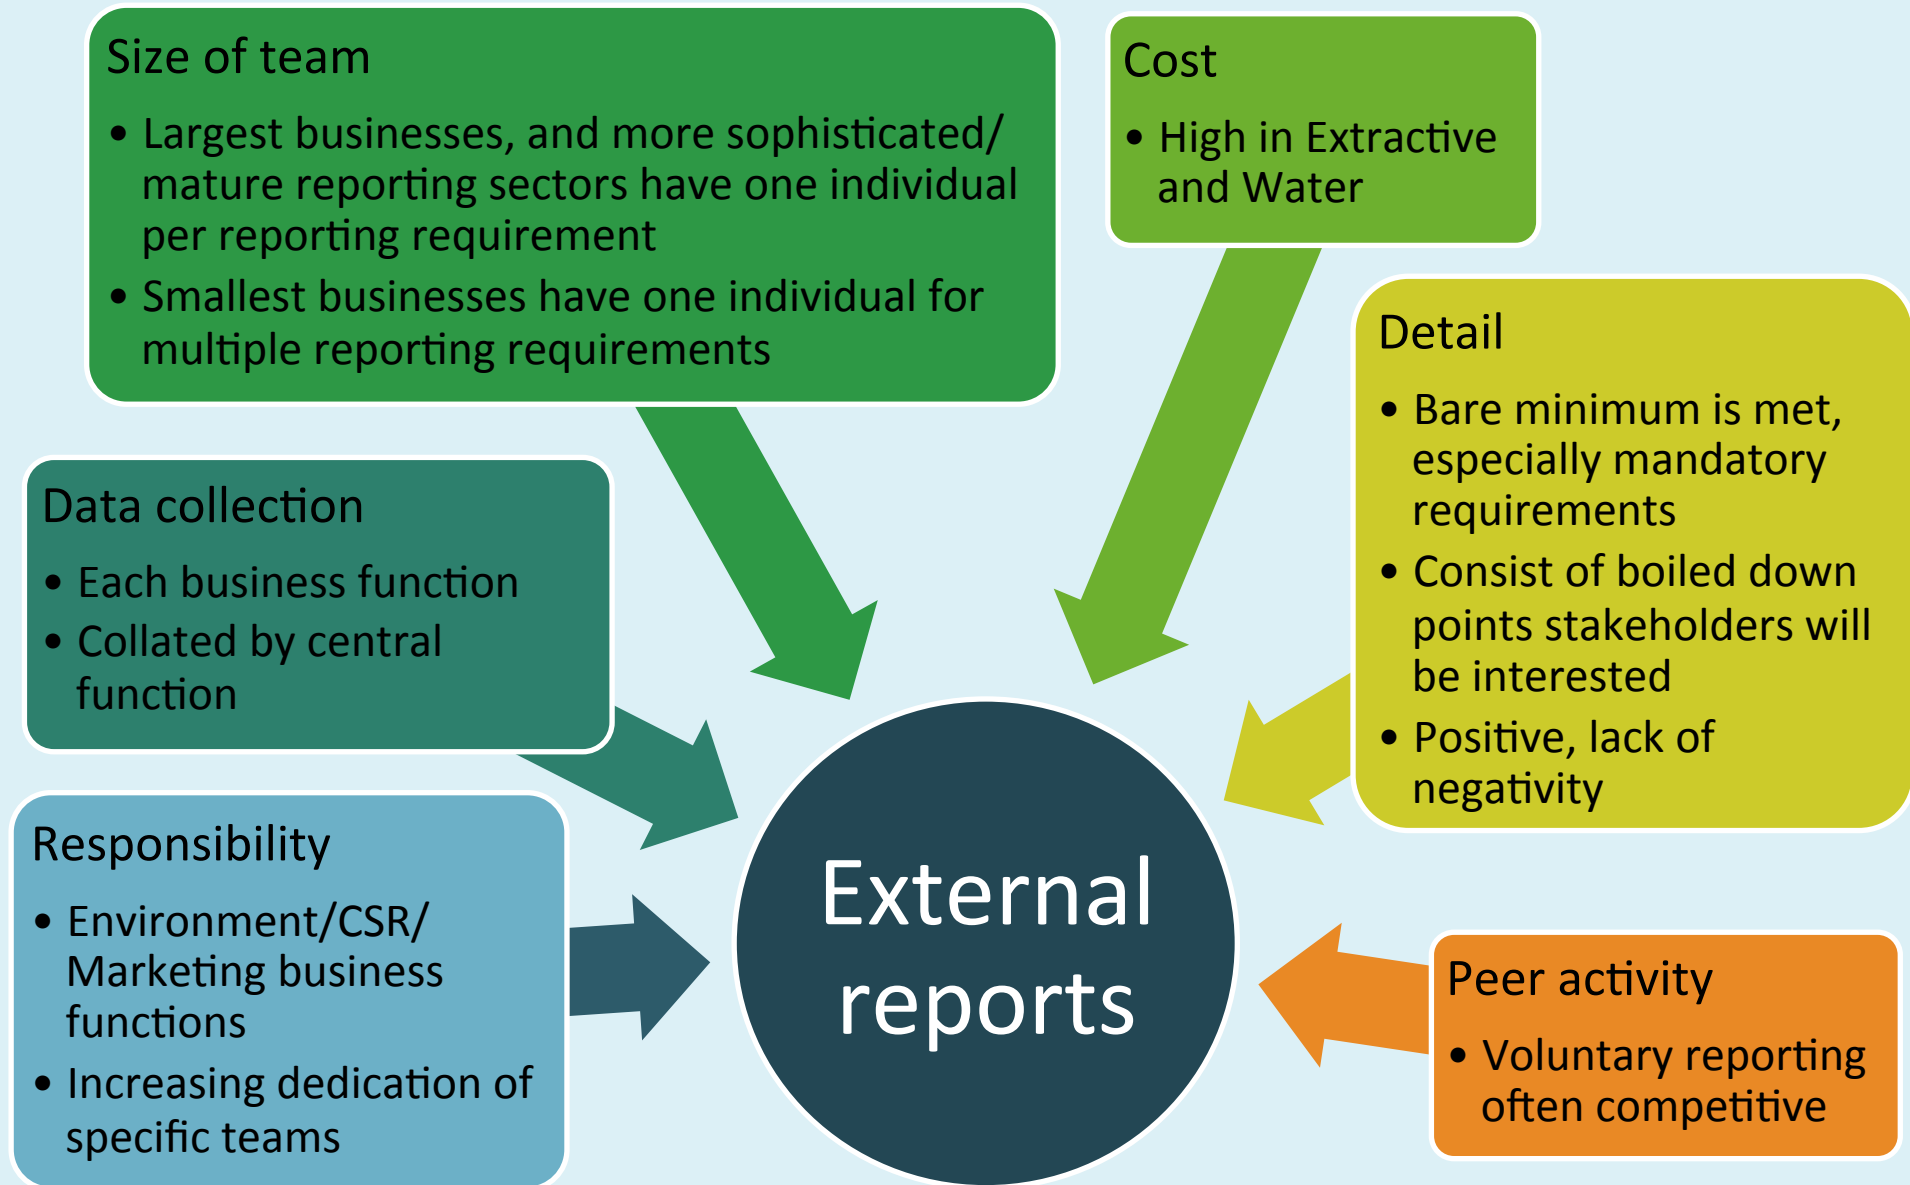 Size of team
• Largest businesses, and more sophisticated/
mature reporting sectors have one individual
per reporting requirement
• Smallest businesses have one individual for
multiple reporting requirements
Cost
• High in Extractive
and Water
Detail
• Bare minimum is met,
especially mandatory
requirements
• Consist of boiled down
points stakeholders will
be interested
• Positive, lack of
negativity
Data collection
• Each business function
• Collated by central
function
Responsibility
• Environment/CSR/
Marketing business
functions
• Increasing dedication of
specific teams
External
reports
Peer activity
• Voluntary reporting
often competitive